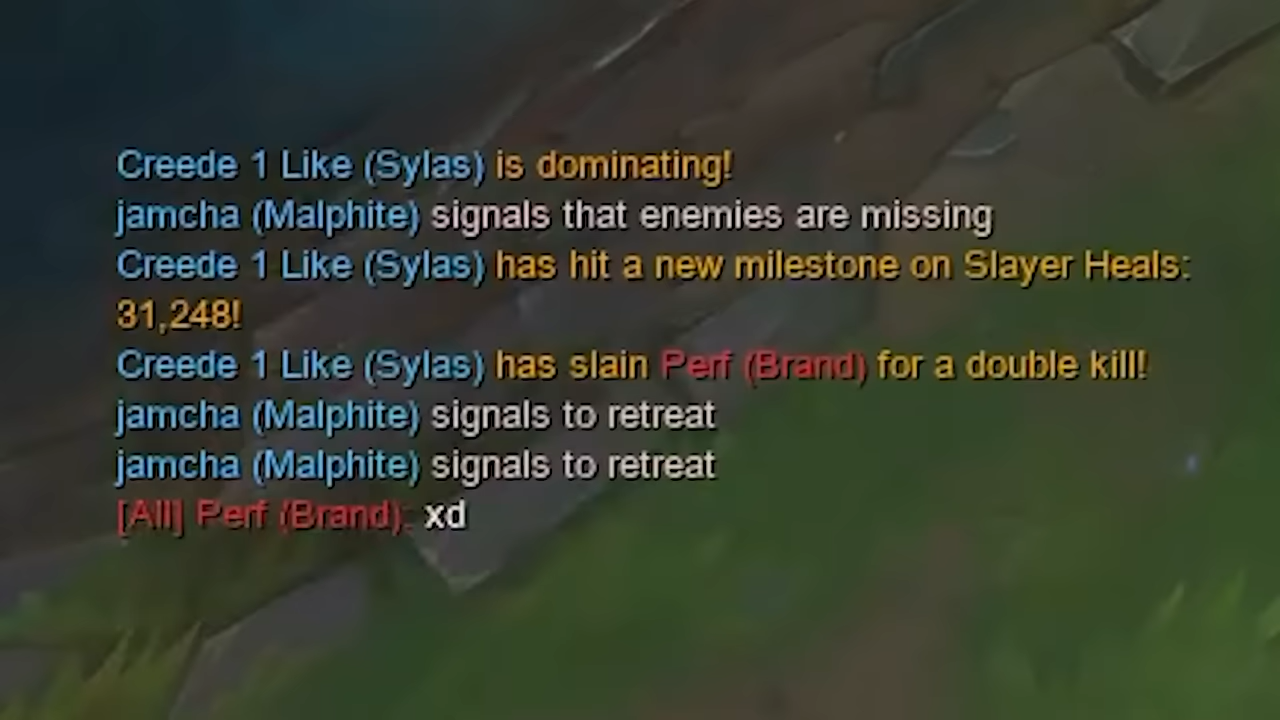 Creede 1 Like (Sylas) is dominating!
jamcha (Malphite) signals that enemies are missing
Creede 1 Like (Sylas) has hit a new milestone on Slayer Heals:
31,248!
Creede 1 Like (Sylas) has slain Perf (Brand) for a double kill!
jamcha (Malphite) signals to retreat
jamcha (Malphite) signals to retreat
[All] Perf (Brand): xd